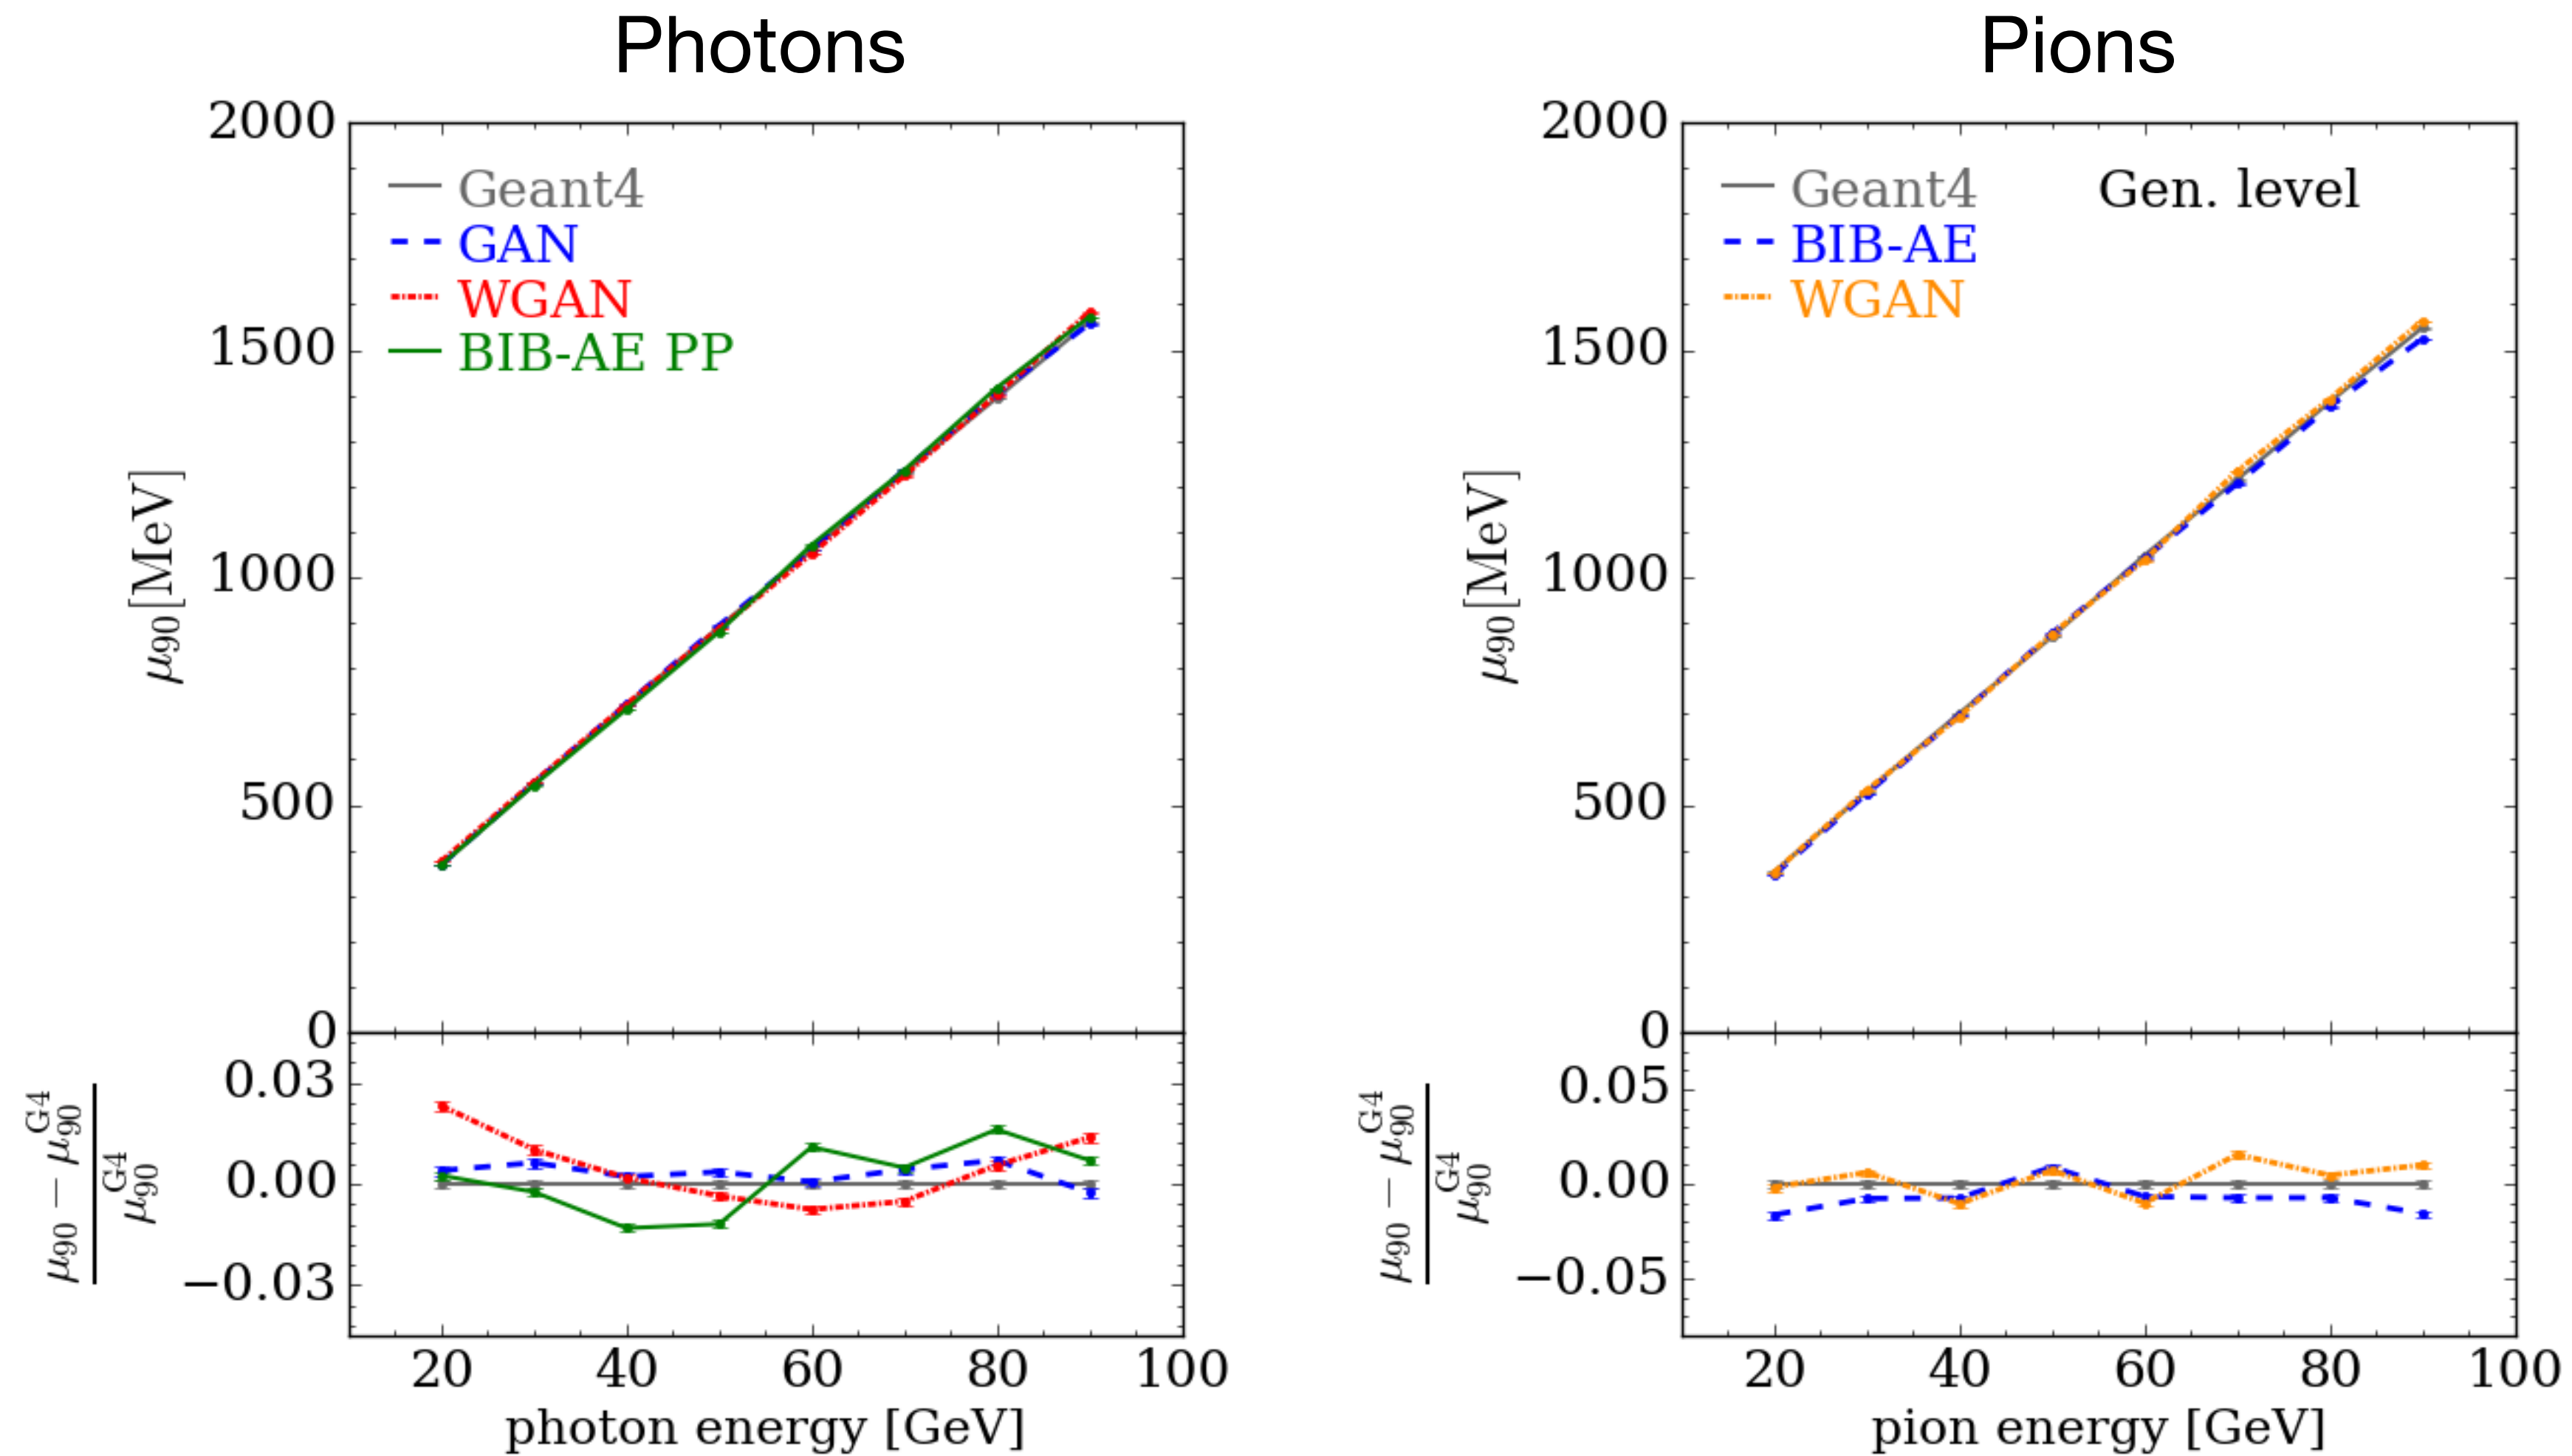 Photons
2000
1500
1000
500
0
μ90[MeV]
Geant4
GAN
WGAN
BIB-AE PP
0.03
0.00
−0.03
μ90 − μ90^G4
μ90^G4
20 40 60 80 100
photon energy [GeV]
Pions
2000
1500
1000
500
0
μ90[MeV]
Geant4
BIB-AE
WGAN
Gen. level
0.05
0.00
−0.05
μ90 − μ90^G4
μ90^G4
20 40 60 80 100
pion energy [GeV]